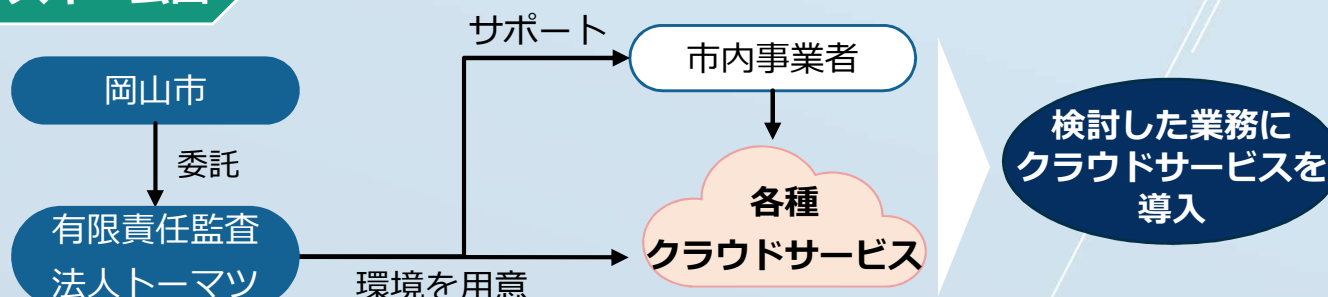 サポート
岡山市
市内事業者
委託
検討した業務に
クラウドサービスを
導入
各種
クラウドサービス
有限責任監査
法人トーマツ
環境を用意